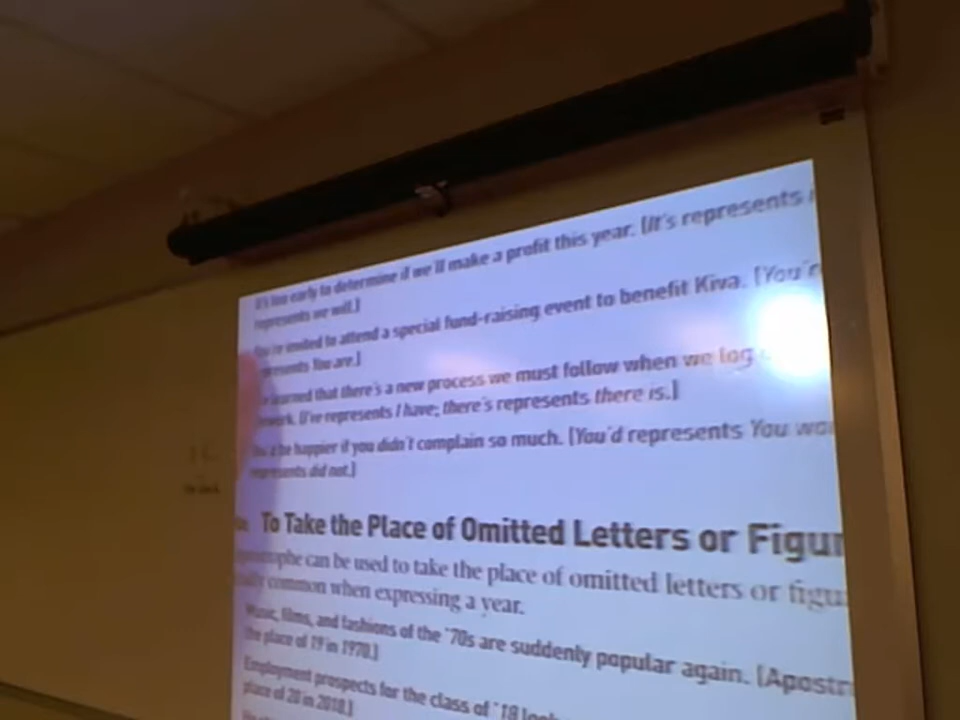 It's too early to determine if we'll make a profit this year. [It's represents
represents we will.]
You're invited to attend a special fund-raising event to benefit Kiva. [You'r
presents You are.]
learned that there's a new process we must follow when we log
work. [I've represents I have; there's represents there is.]
be happier if you didn't complain so much. [You'd represents You wo
represents did not.]
To Take the Place of Omitted Letters or Figur
apostrophe can be used to take the place of omitted letters or figu
common when expressing a year.
Music, films, and fashions of the '70s are suddenly popular again. [Apostr
the place of 19 in 1970.]
Employment prospects for the class of '18 look
place of 20 in 2018.]